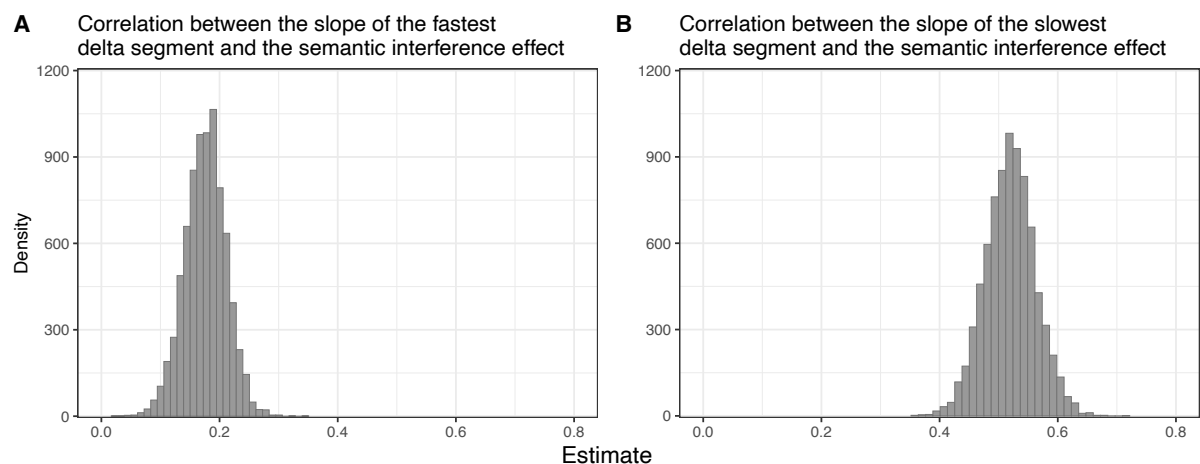 A
Correlation between the slope of the fastest
delta segment and the semantic interference effect
B
Correlation between the slope of the slowest
delta segment and the semantic interference effect
1200
900
600
300
0
Density
0.0 0.2 0.4 0.6 0.8
1200
900
600
300
0
0.0 0.2 0.4 0.6 0.8
Estimate